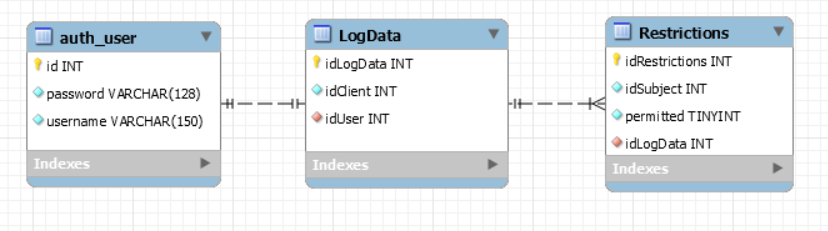 auth_user
id INT
password VARCHAR(128)
username VARCHAR(150)
Indexes
LogData
idLogData INT
idClient INT
idUser INT
Indexes
Restrictions
idRestrictions INT
idSubject INT
permitted TINYINT
idLogData INT
Indexes